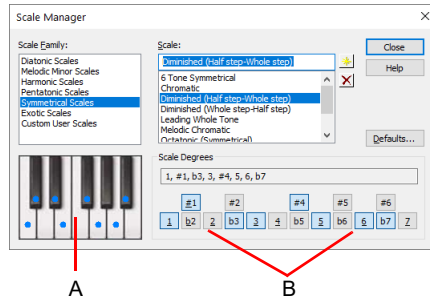 Scale Manager
Scale Family:
Diatonic Scales
Melodic Minor Scales
Harmonic Scales
Pentatonic Scales
Symmetrical Scales
Exotic Scales
Custom User Scales
Scale:
Diminished (Half step-Whole step)
6 Tone Symmetrical
Chromatic
Diminished (Half step-Whole step)
Diminished (Whole step-Half step)
Leading Whole Tone
Melodic Chromatic
Octatonic (Symmetrical)
Close
Help
Defaults...
Scale Degrees
1, #1, b3, 3, #4, 5, 6, b7
#1 #2 #4 #5 #6
1 b2 2 b3 3 4 b5 5 b6 6 b7 7
A B